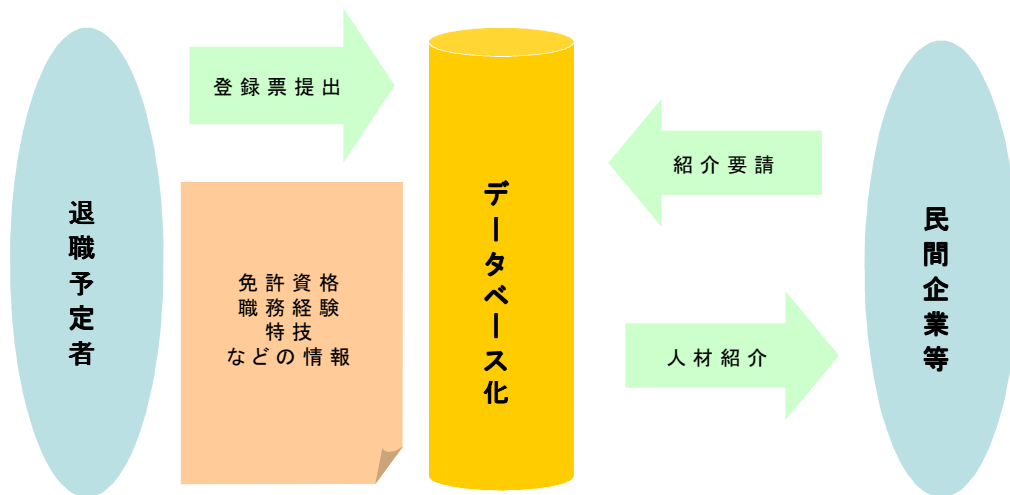 退職予定者
登録票提出
免許資格
職務経験
特技
などの情報
データベース化
紹介要請
人材紹介
民間企業等